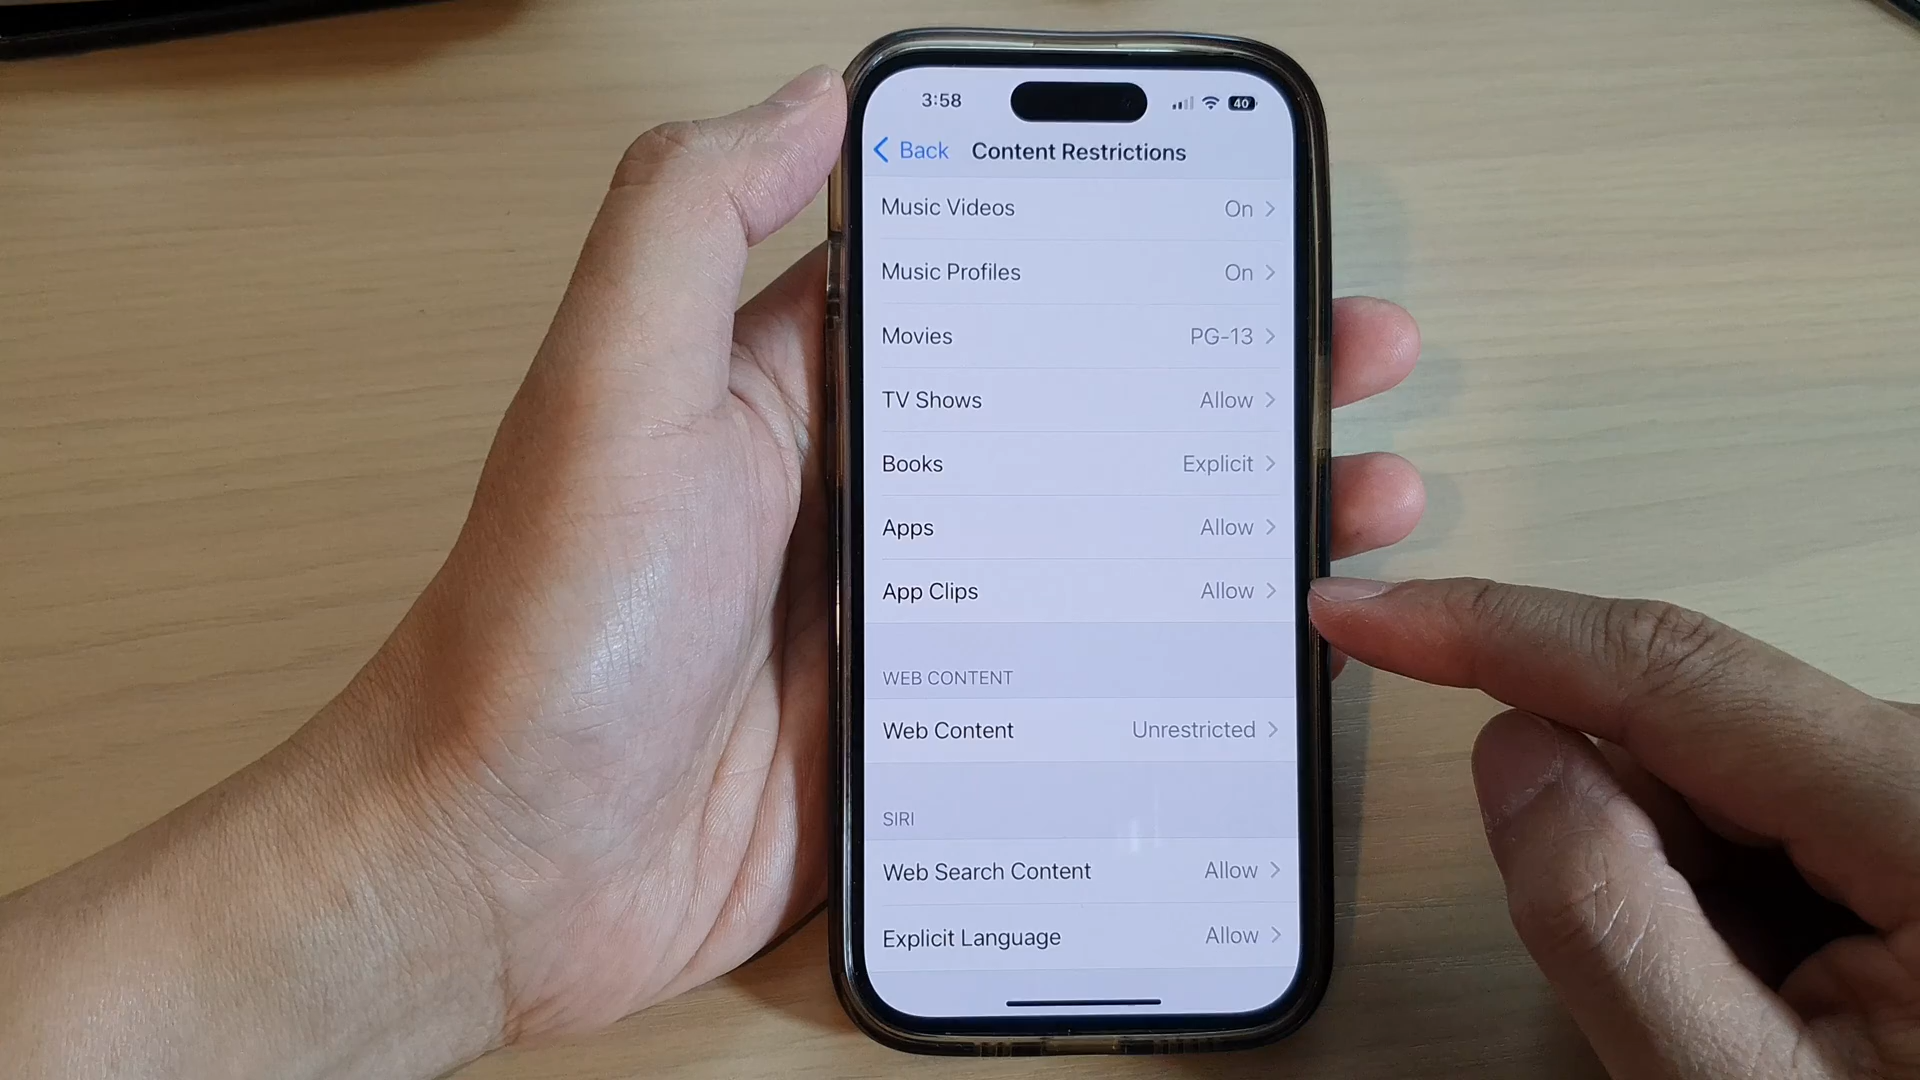 3:58 40
Back Content Restrictions
Music Videos On
Music Profiles On
Movies PG-13
TV Shows Allow
Books Explicit
Apps Allow
App Clips Allow
WEB CONTENT
Web Content Unrestricted
SIRI
Web Search Content Allow
Explicit Language Allow